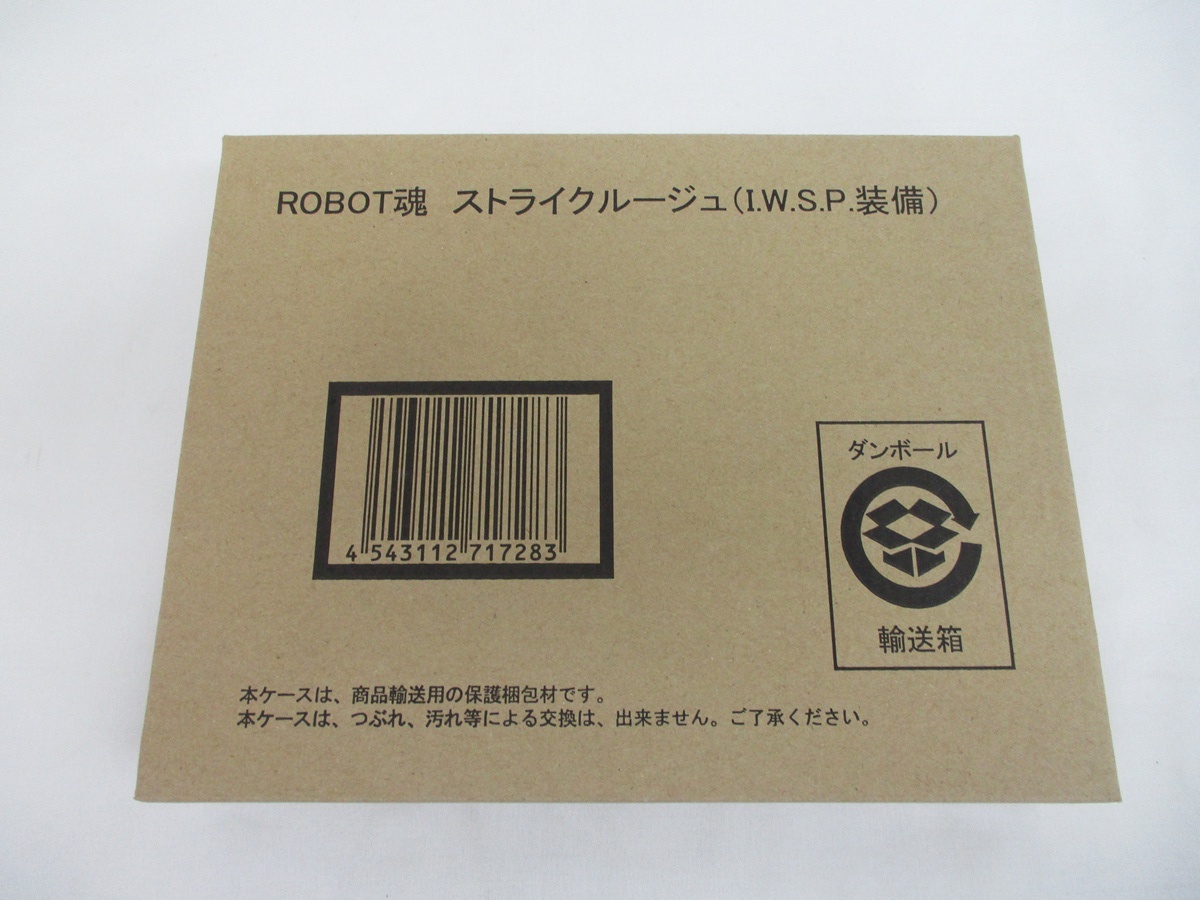 ROBOT魂 ストライクルージュ(I.W.S.P.装備)
4 543112 717283
ダンボール
輸送箱
本ケースは、商品輸送用の保護梱包材です。
本ケースは、つぶれ、汚れ等による交換は、出来ません。ご了承ください。